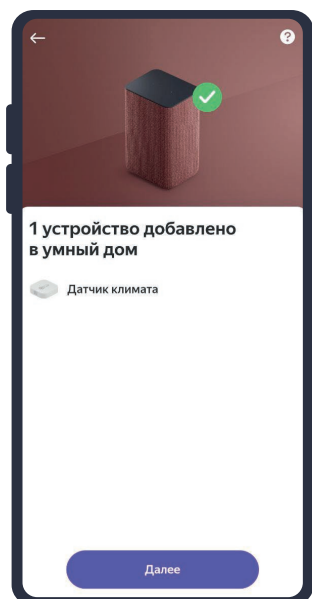 1 устройство добавлено
в умный дом
Датчик климата
Далее